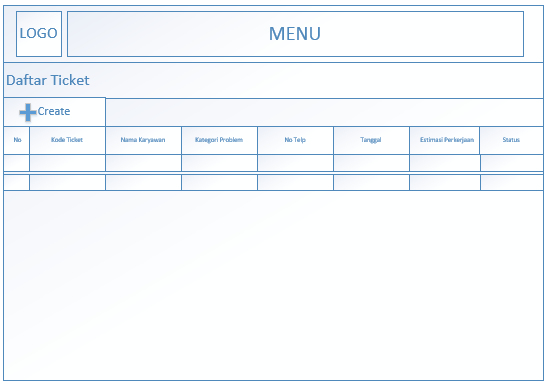 LOGO
MENU
Daftar Ticket
Create
No Kode Ticket Nama Karyawan Kategori Problem No Telp Tanggal Estimasi Perkerjaan Status